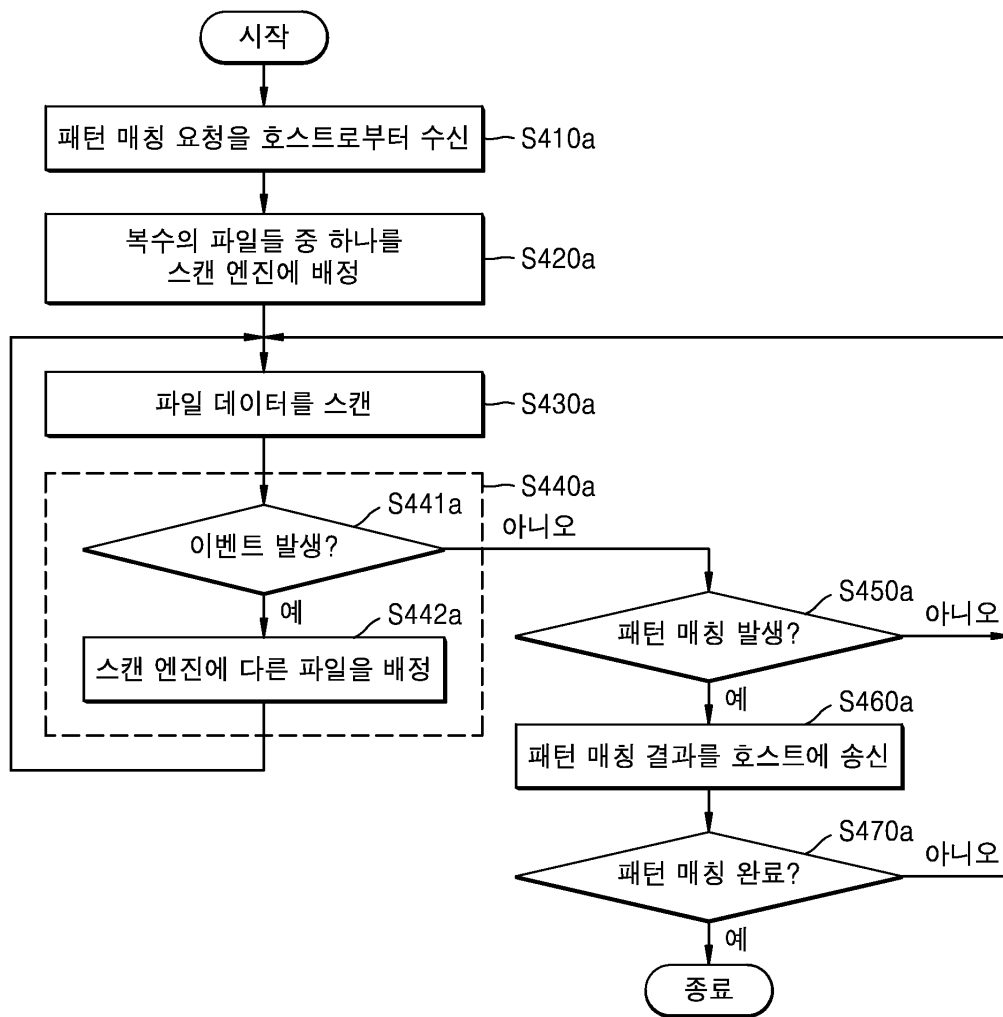 시작
패턴 매칭 요청을 호스트로부터 수신
S410a
복수의 파일들 중 하나를
스캔 엔진에 배정
S420a
파일 데이터를 스캔
S430a
S440a
S441a
이벤트 발생?
아니오
예
S442a
스캔 엔진에 다른 파일을 배정
S450a
패턴 매칭 발생?
아니오
예
S460a
패턴 매칭 결과를 호스트에 송신
S470a
패턴 매칭 완료?
아니오
예
종료